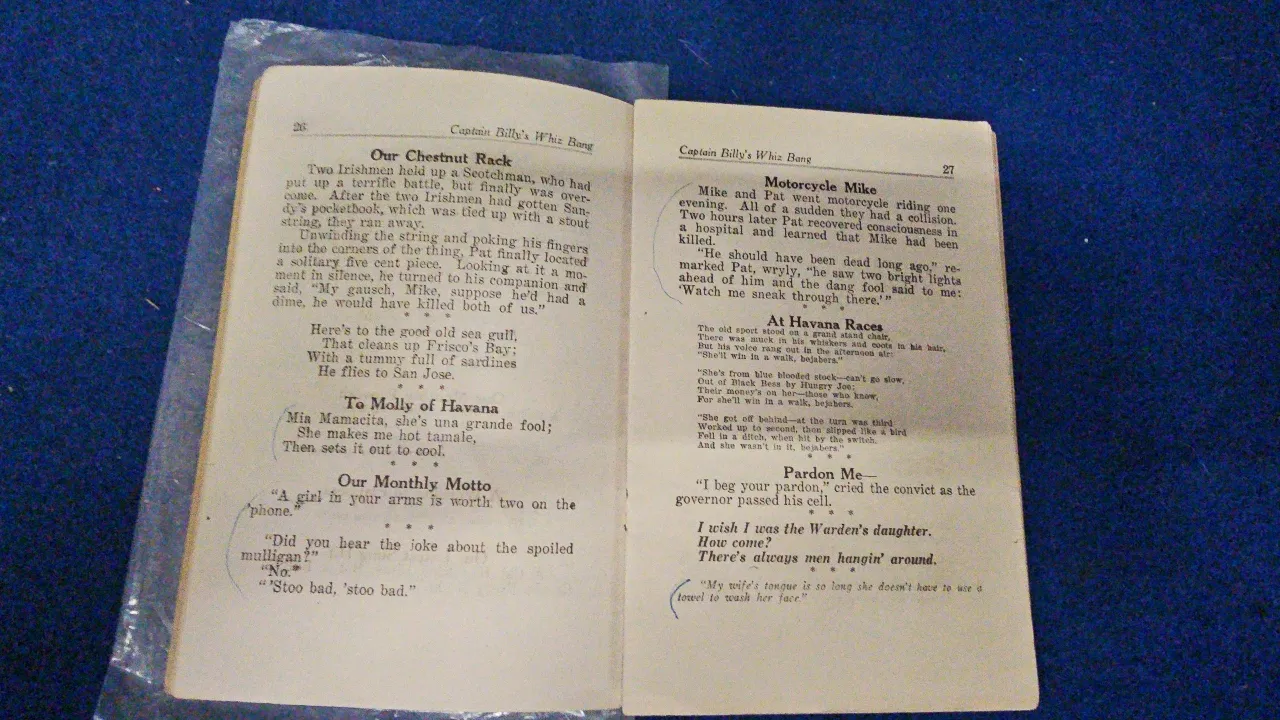 26
Captain Billy's Whiz Bang
Our Chestnut Rack
Two Irishmen held up a Scotchman, who had
put up a terrific battle, but finally was over-
come. After the two Irishmen had gotten San-
dy's pocketbook, which was tied up with a stout
string, they ran away.
Unwinding the string and poking his fingers
into the corners of the thing, Pat finally located
a solitary five cent piece. Looking at it a mo-
ment in silence, he turned to his companion and
said, "My gausch, Mike, suppose he'd had a
dime, he would have killed both of us."
* * *
Here's to the good old sea gull,
That cleans up Frisco's Bay;
With a tummy full of sardines
He flies to San Jose.
* * *
To Molly of Havana
Mia Mamacita, she's una grande fool;
She makes me hot tamale,
Then sets it out to cool.
* * *
Our Monthly Motto
"A girl in your arms is worth two on the
'phone."
* * *
"Did you hear the joke about the spoiled
mulligan?"
"No."
"'Stoo bad, 'stoo bad."
Captain Billy's Whiz Bang
27
Motorcycle Mike
Mike and Pat went motorcycle riding one
evening. All of a sudden they had a collision.
Two hours later Pat recovered consciousness in
a hospital and learned that Mike had been
killed.
"He should have been dead long ago," re-
marked Pat, wryly, "he saw two bright lights
ahead of him and the dang fool said to me:
'Watch me sneak through there.'"
* * *
At Havana Races
The old sport stood on a grand stand chair,
There was muck in his whiskers and coots in his hair,
But his voice rang out in the afternoon air:
"She'll win in a walk, bejabers."
"She's from blue blooded stock—can't go slow,
Out of Black Bess by Hungry Joe;
Their money's on her—those who know,
For she'll win in a walk, bejabers.
"She got off behind—at the turn was third
Worked up to second, then slipped like a bird
Fell in a ditch, when hit by the switch,
And she wasn't in it, bejabers."
* * *
Pardon Me—
"I beg your pardon," cried the convict as the
governor passed his cell.
* * *
I wish I was the Warden's daughter.
How come?
There's always men hangin' around.
* * *
"My wife's tongue is so long she doesn't have to use a
towel to wash her face."